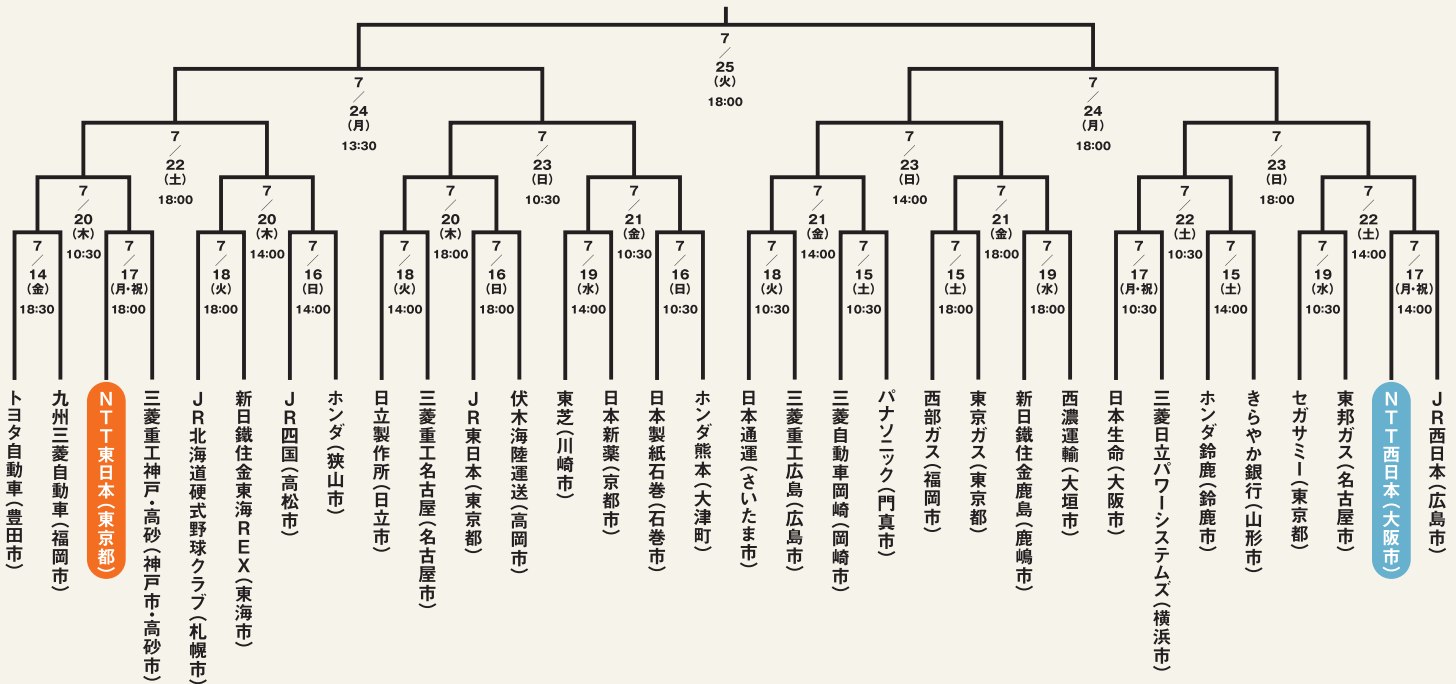 7／25（火）18:00
7／24（月）13:30
7／24（月）18:00
7／22（土）18:00
7／23（日）10:30
7／23（日）14:00
7／23（日）18:00
7／20（木）10:30
7／20（木）14:00
7／20（木）18:00
7／21（金）10:30
7／21（金）14:00
7／21（金）18:00
7／22（土）10:30
7／22（土）14:00
7／14（金）18:30
7／17（月・祝）18:00
7／18（火）18:00
7／16（日）14:00
7／18（火）14:00
7／16（日）18:00
7／19（水）14:00
7／16（日）10:30
7／18（火）10:30
7／15（土）10:30
7／15（土）18:00
7／19（水）18:00
7／17（月・祝）10:30
7／15（土）14:00
7／19（水）10:30
7／17（月・祝）14:00
トヨタ自動車（豊田市）
九州三菱自動車（福岡市）
NTT東日本（東京都）
三菱重工神戸・高砂（神戸市・高砂市）
JR北海道硬式野球クラブ（札幌市）
新日鐵住金東海REX（東海市）
JR四国（高松市）
ホンダ（狭山市）
日立製作所（日立市）
三菱重工名古屋（名古屋市）
JR東日本（東京都）
伏木海陸運送（高岡市）
東芝（川崎市）
日本新薬（京都市）
日本製紙石巻（石巻市）
ホンダ熊本（大津町）
日本通運（さいたま市）
三菱重工広島（広島市）
三菱自動車岡崎（岡崎市）
パナソニック（門真市）
西部ガス（福岡市）
東京ガス（東京都）
新日鐵住金鹿島（鹿嶋市）
西濃運輸（大垣市）
日本生命（大阪市）
三菱日立パワーシステムズ（横浜市）
ホンダ鈴鹿（鈴鹿市）
きらやか銀行（山形市）
セガサミー（東京都）
東邦ガス（名古屋市）
NTT西日本（大阪市）
JR西日本（広島市）